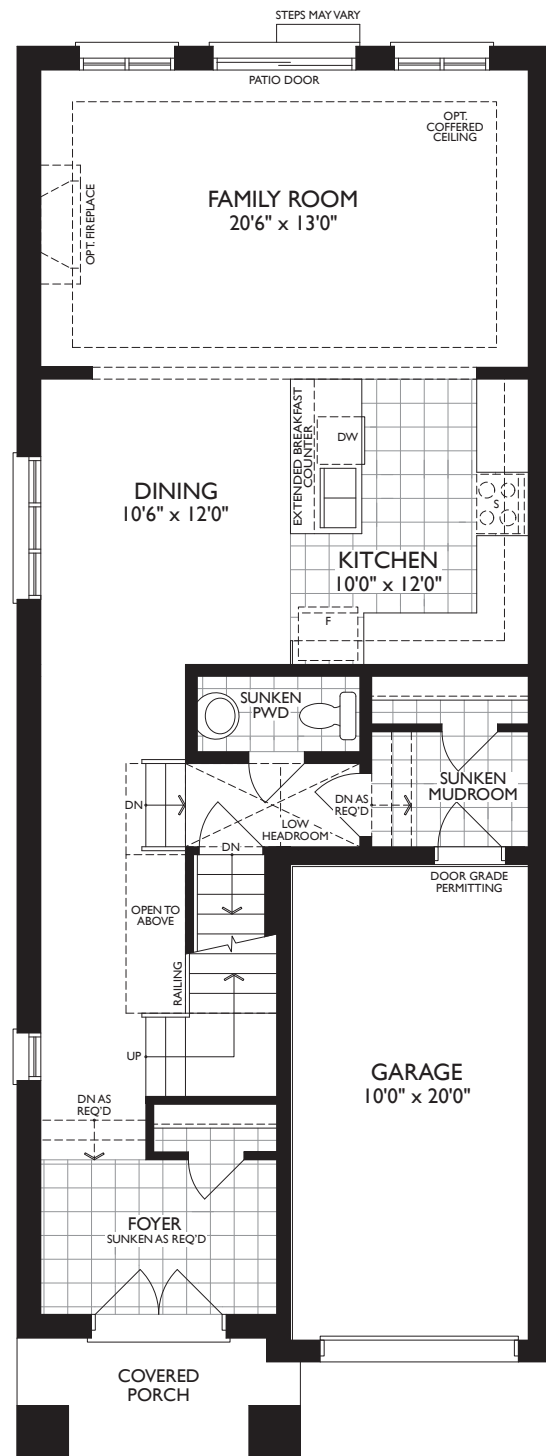 STEPS MAY VARY
PATIO DOOR
OPT.
COFFERED
CEILING
FAMILY ROOM
20'6" x 13'0"
OPT. FIREPLACE
EXTENDED BREAKFAST
COUNTER
DW
DINING
10'6" x 12'0"
S
KITCHEN
10'0" x 12'0"
F
SUNKEN
PWD
SUNKEN
MUDROOM
DN
DN AS
REQ'D
LOW
HEADROOM
DN
DOOR GRADE
PERMITTING
OPEN TO
ABOVE
RAILING
UP
GARAGE
10'0" x 20'0"
DN AS
REQ'D
FOYER
SUNKEN AS REQ'D
COVERED
PORCH